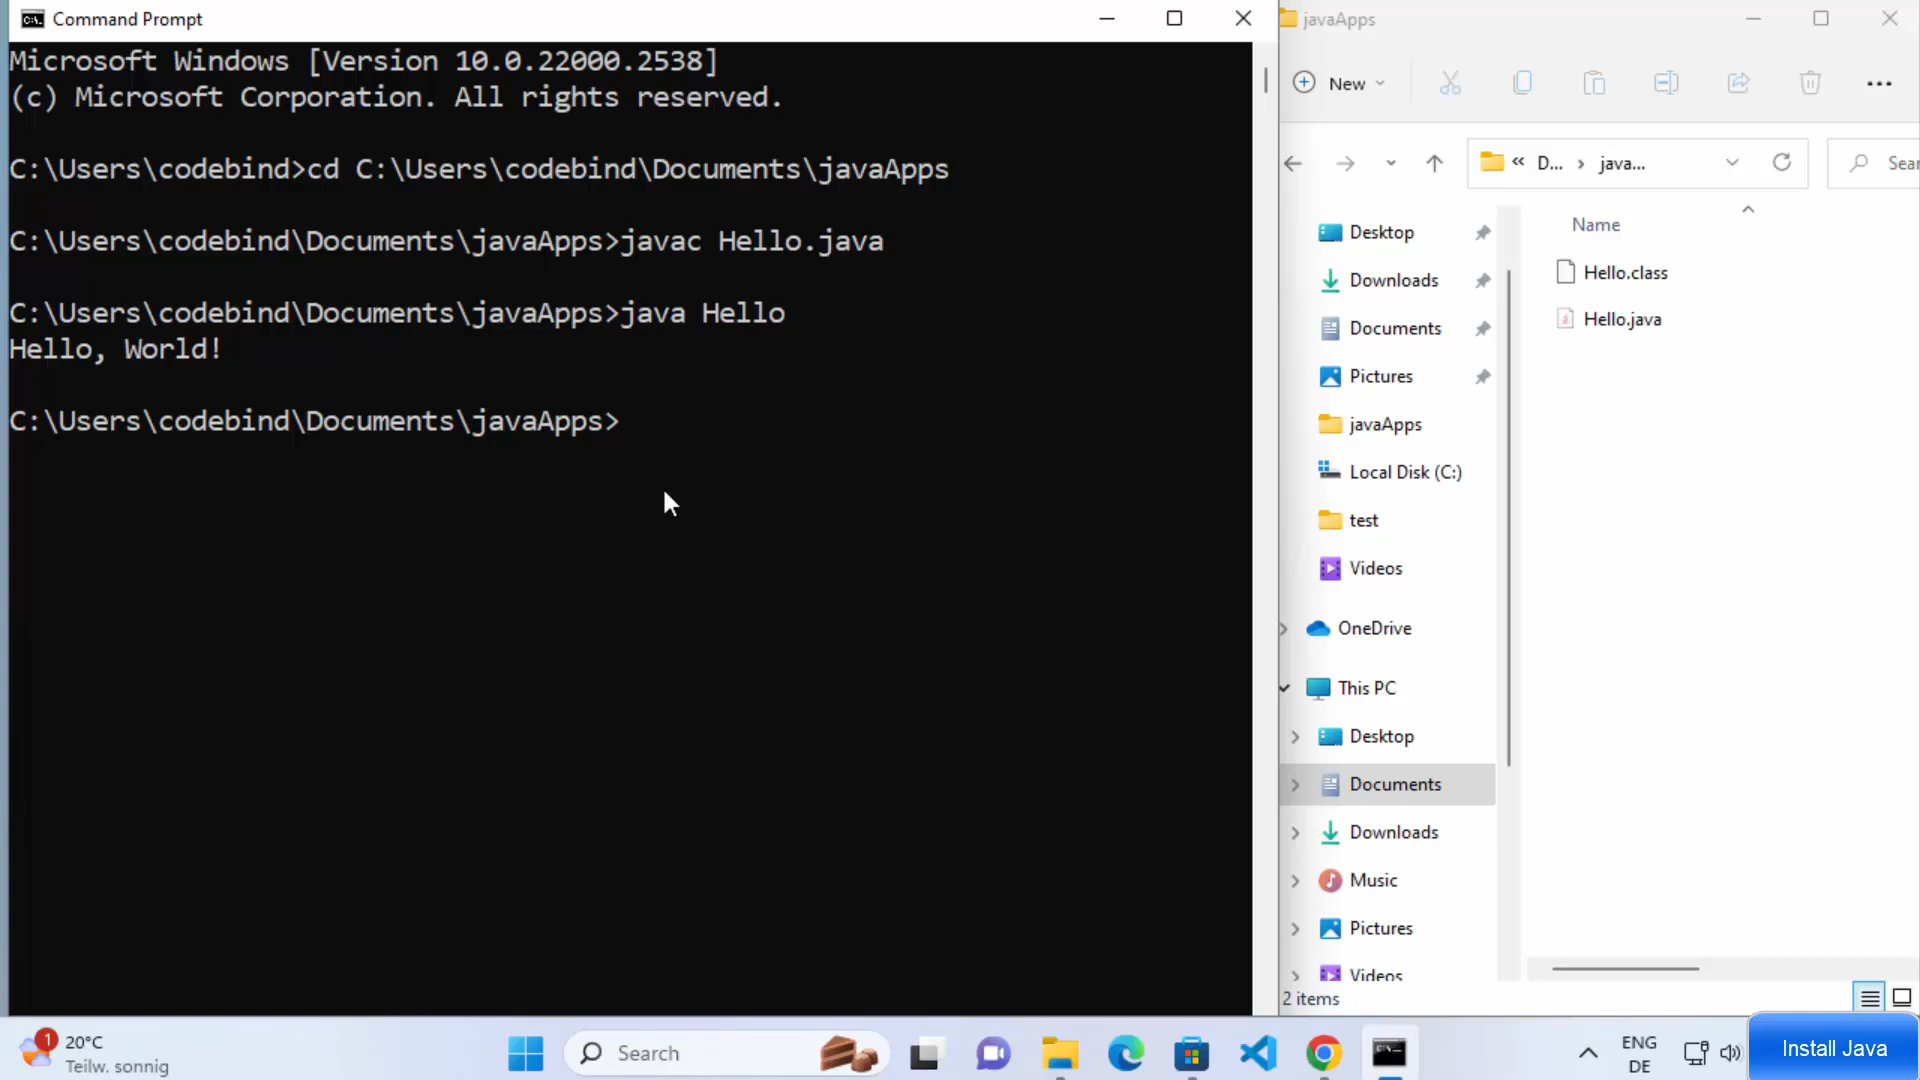 Command Prompt
Microsoft Windows [Version 10.0.22000.2538]
(c) Microsoft Corporation. All rights reserved.
C:\Users\codebind>cd C:\Users\codebind\Documents\javaApps
C:\Users\codebind\Documents\javaApps>javac Hello.java
C:\Users\codebind\Documents\javaApps>java Hello
Hello, World!
C:\Users\codebind\Documents\javaApps>
javaApps
New
« D... › java...
Sear
Desktop
Downloads
Documents
Pictures
javaApps
Local Disk (C:)
test
Videos
OneDrive
This PC
Desktop
Documents
Downloads
Music
Pictures
Videos
Name
Hello.class
Hello.java
2 items
1
20°C
Teilw. sonnig
Search
ENG
DE
Install Java